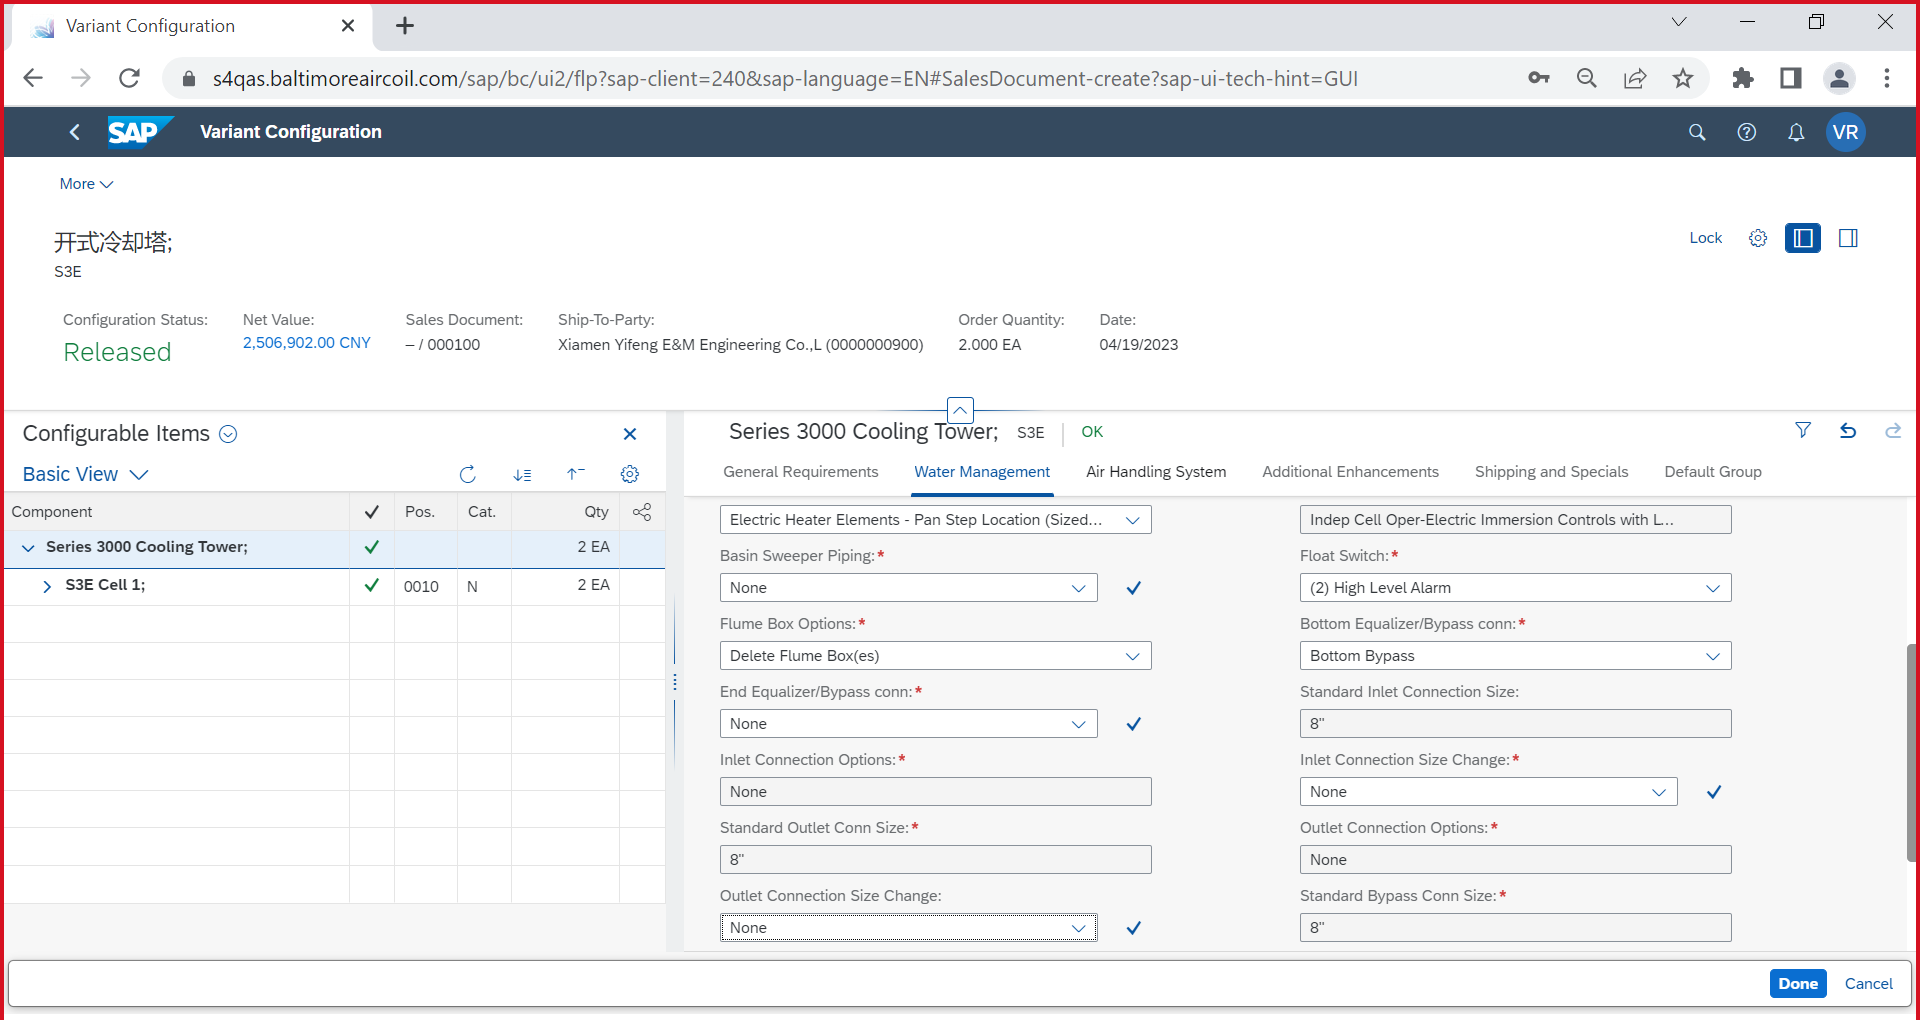 Variant Configuration
s4qas.baltimoreaircoil.com/sap/bc/ui2/flp?sap-client=240&sap-language=EN#SalesDocument-create?sap-ui-tech-hint=GUI
SAP Variant Configuration VR
More
开式冷却塔;
S3E
Lock
Configuration Status: Net Value: Sales Document: Ship-To-Party: Order Quantity: Date:
Released 2,506,902.00 CNY – / 000100 Xiamen Yifeng E&M Engineering Co.,L (0000000900) 2.000 EA 04/19/2023
Configurable Items
Basic View
Component Pos. Cat. Qty
Series 3000 Cooling Tower; 2 EA
S3E Cell 1; 0010 N 2 EA
Series 3000 Cooling Tower; S3E OK
General Requirements Water Management Air Handling System Additional Enhancements Shipping and Specials Default Group
Electric Heater Elements - Pan Step Location (Sized... Indep Cell Oper-Electric Immersion Controls with L...
Basin Sweeper Piping:* Float Switch:*
None (2) High Level Alarm
Flume Box Options:* Bottom Equalizer/Bypass conn:*
Delete Flume Box(es) Bottom Bypass
End Equalizer/Bypass conn:* Standard Inlet Connection Size:
None 8"
Inlet Connection Options:* Inlet Connection Size Change:*
None None
Standard Outlet Conn Size:* Outlet Connection Options:*
8" None
Outlet Connection Size Change: Standard Bypass Conn Size:*
None 8"
Done Cancel